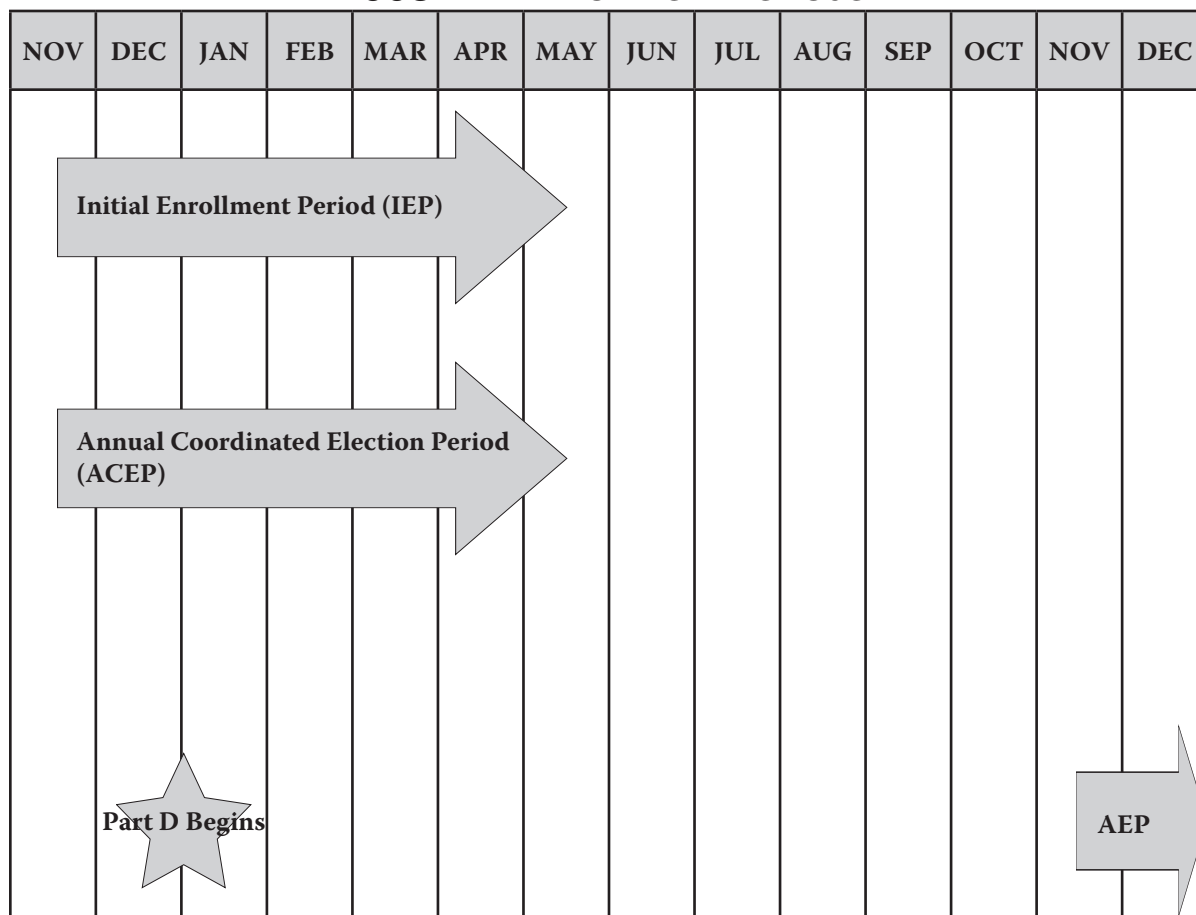 NOV DEC JAN FEB MAR APR MAY JUN JUL AUG SEP OCT NOV DEC
Initial Enrollment Period (IEP)
Annual Coordinated Election Period
(ACEP)
Part D Begins
AEP